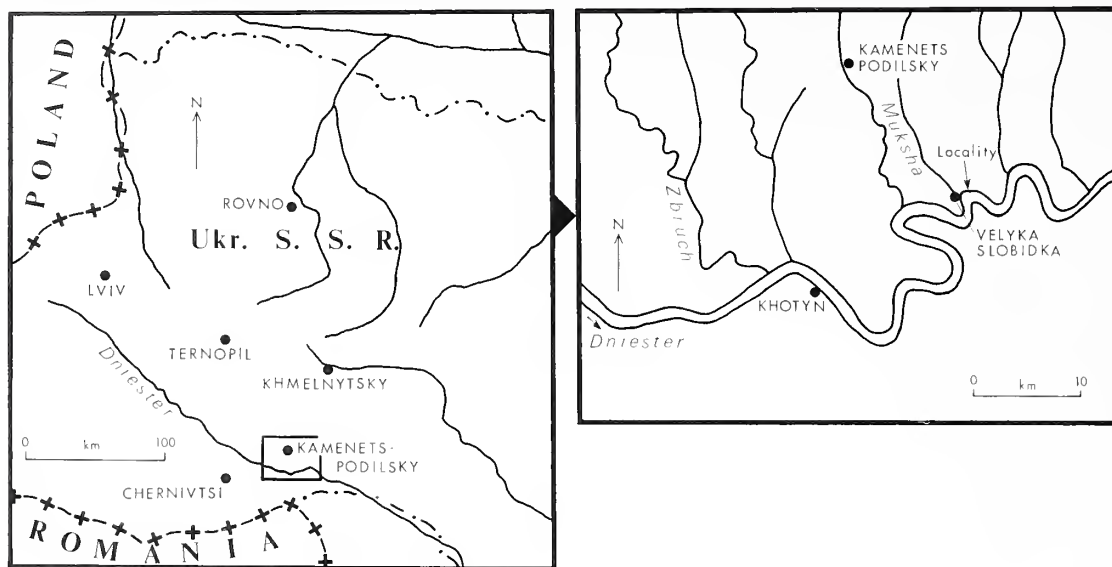 POLAND
N
ROVNO
Ukr. S. S. R.
LVIV
TERNOPIL
KHMELNYTSKY
Dniester
0 km 100
KAMENETS-
PODILSKY
CHERNIVTSI
ROMANIA
KAMENETS
PODILSKY
Muksha
Locality
Zbruch
N
VELYKA
SLOBIDKA
KHOTYN
Dniester
0 km 10